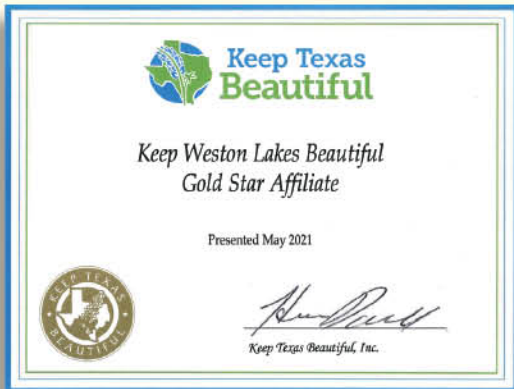 Keep Texas
Beautiful
Keep Weston Lakes Beautiful
Gold Star Affiliate
Presented May 2021
KEEP TEXAS
BEAUTIFUL
Keep Texas Beautiful, Inc.